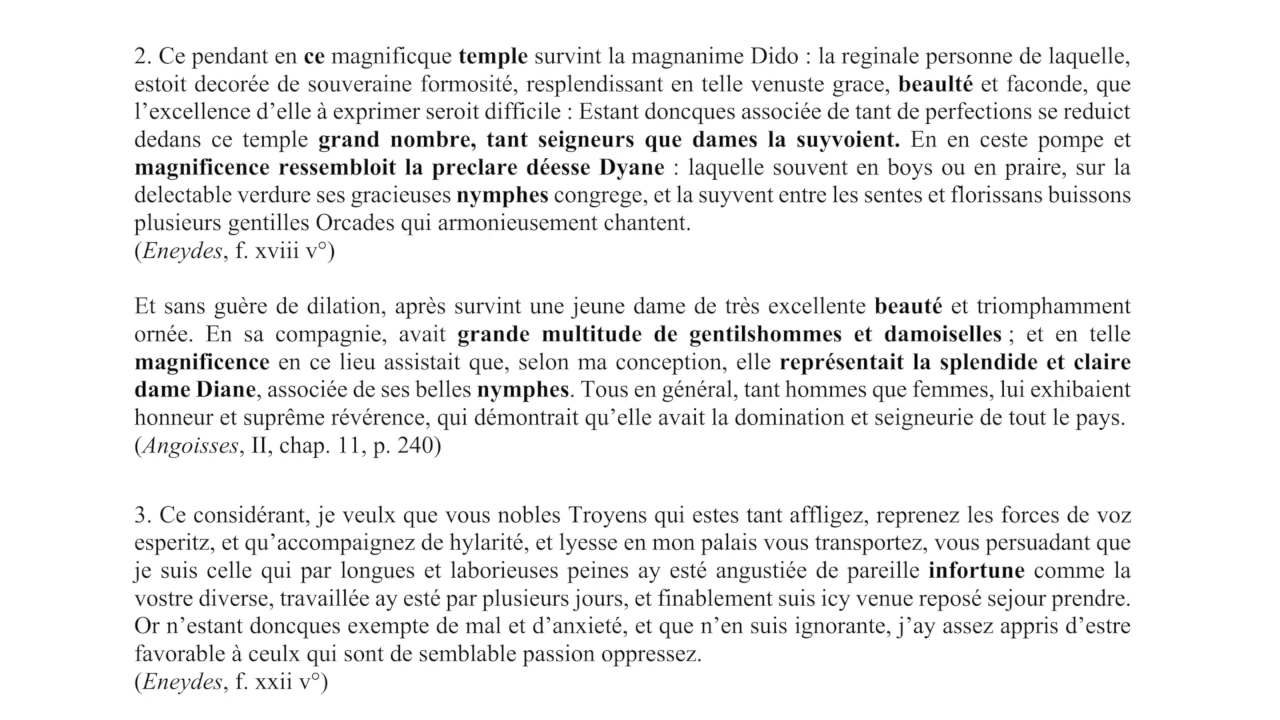 2. Ce pendant en ce magnificque temple survint la magnanime Dido : la reginale personne de laquelle,
estoit decorée de souveraine formosité, resplendissant en telle venuste grace, beaulté et faconde, que
l’excellence d’elle à exprimer seroit difficile : Estant doncques associée de tant de perfections se reduict
dedans ce temple grand nombre, tant seigneurs que dames la suyvoient. En en ceste pompe et
magnificence ressembloit la preclare déesse Dyane : laquelle souvent en boys ou en praire, sur la
delectable verdure ses gracieuses nymphes congrege, et la suyvent entre les sentes et florissans buissons
plusieurs gentilles Orcades qui armonieusement chantent.
(Eneydes, f. xviii v°)
Et sans guère de dilation, après survint une jeune dame de très excellente beauté et triomphamment
ornée. En sa compagnie, avait grande multitude de gentilshommes et damoiselles ; et en telle
magnificence en ce lieu assistait que, selon ma conception, elle représentait la splendide et claire
dame Diane, associée de ses belles nymphes. Tous en général, tant hommes que femmes, lui exhibaient
honneur et suprême révérence, qui démontrait qu’elle avait la domination et seigneurie de tout le pays.
(Angoisses, II, chap. 11, p. 240)
3. Ce considérant, je veulx que vous nobles Troyens qui estes tant affligez, reprenez les forces de voz
esperitz, et qu’accompaignez de hylarité, et lyesse en mon palais vous transportez, vous persuadant que
je suis celle qui par longues et laborieuses peines ay esté angustiée de pareille infortune comme la
vostre diverse, travaillée ay esté par plusieurs jours, et finablement suis icy venue reposé sejour prendre.
Or n’estant doncques exempte de mal et d’anxieté, et que n’en suis ignorante, j’ay assez appris d’estre
favorable à ceulx qui sont de semblable passion oppressez.
(Eneydes, f. xxii v°)